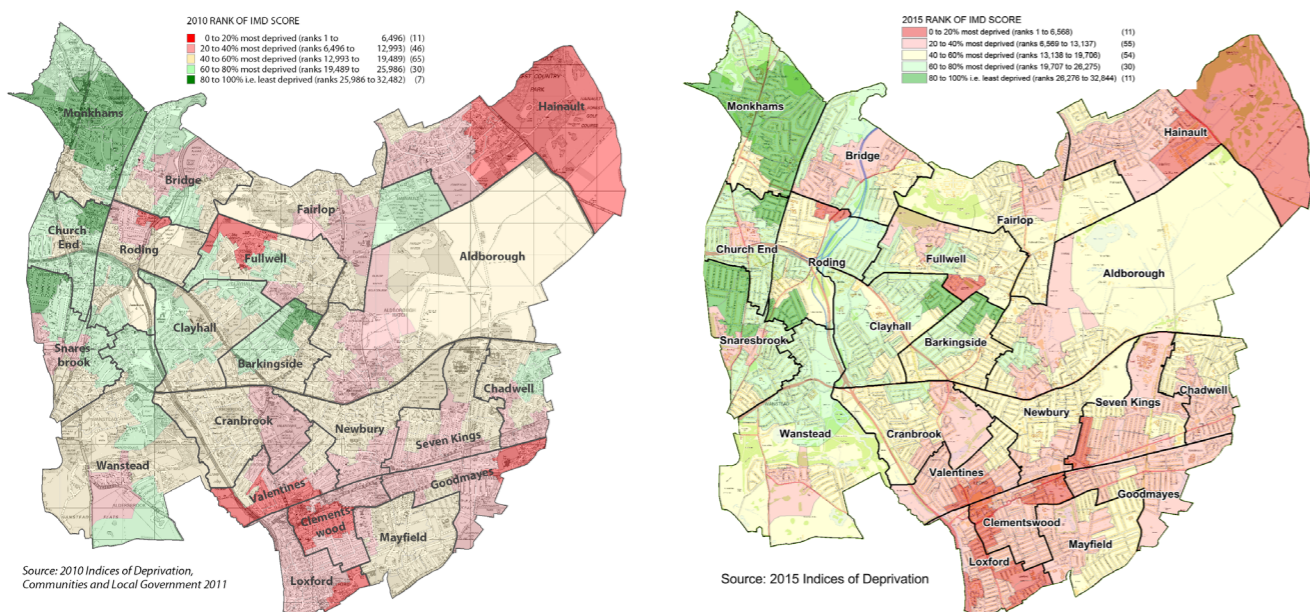 2010 RANK OF IMD SCORE
0 to 20% most deprived (ranks 1 to 6,496) (11)
20 to 40% most deprived (ranks 6,496 to 12,993) (46)
40 to 60% most deprived (ranks 12,993 to 19,489) (65)
60 to 80% most deprived (ranks 19,489 to 25,986) (30)
80 to 100% i.e. least deprived (ranks 25,986 to 32,482) (7)
Monkhams
Hainault
Bridge
Fairlop
Church
End
Roding
Fullwell
Aldborough
Clayhall
Snares-
brook
Barkingside
Chadwell
Cranbrook
Newbury
Seven Kings
Wanstead
Valentines
Goodmayes
Clements
wood
Mayfield
Loxford
Source: 2010 Indices of Deprivation,
Communities and Local Government 2011
2015 RANK OF IMD SCORE
0 to 20% most deprived (ranks 1 to 6,568) (11)
20 to 40% most deprived (ranks 6,569 to 13,137) (55)
40 to 60% most deprived (ranks 13,138 to 19,706) (54)
60 to 80% most deprived (ranks 19,707 to 26,275) (30)
80 to 100% i.e. least deprived (ranks 26,276 to 32,844) (11)
Monkhams
Hainault
Bridge
Fairlop
Church End
Roding
Fullwell
Aldborough
Clayhall
Snaresbrook
Barkingside
Chadwell
Seven Kings
Newbury
Wanstead
Cranbrook
Valentines
Goodmayes
Clementswood
Mayfield
Loxford
Source: 2015 Indices of Deprivation